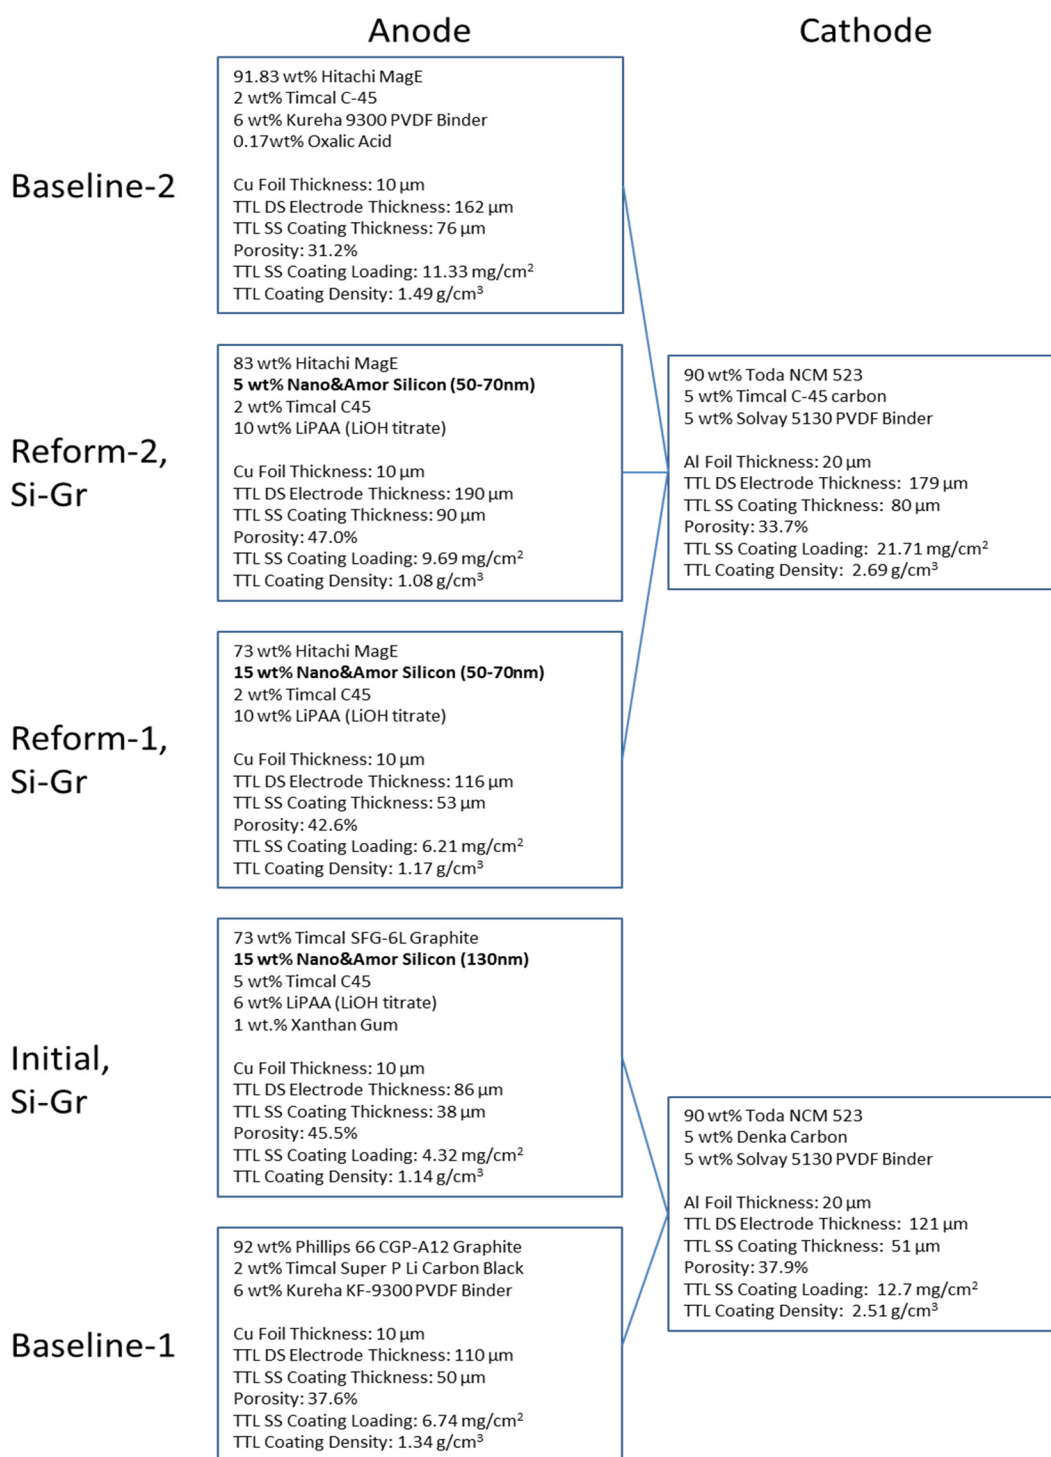 Anode
Cathode
Baseline-2
91.83 wt% Hitachi MagE
2 wt% Timcal C-45
6 wt% Kureha 9300 PVDF Binder
0.17wt% Oxalic Acid
Cu Foil Thickness: 10 µm
TTL DS Electrode Thickness: 162 µm
TTL SS Coating Thickness: 76 µm
Porosity: 31.2%
TTL SS Coating Loading: 11.33 mg/cm²
TTL Coating Density: 1.49 g/cm³
Reform-2,
Si-Gr
83 wt% Hitachi MagE
5 wt% Nano&Amor Silicon (50-70nm)
2 wt% Timcal C45
10 wt% LiPAA (LiOH titrate)
Cu Foil Thickness: 10 µm
TTL DS Electrode Thickness: 190 µm
TTL SS Coating Thickness: 90 µm
Porosity: 47.0%
TTL SS Coating Loading: 9.69 mg/cm²
TTL Coating Density: 1.08 g/cm³
90 wt% Toda NCM 523
5 wt% Timcal C-45 carbon
5 wt% Solvay 5130 PVDF Binder
Al Foil Thickness: 20 µm
TTL DS Electrode Thickness: 179 µm
TTL SS Coating Thickness: 80 µm
Porosity: 33.7%
TTL SS Coating Loading: 21.71 mg/cm²
TTL Coating Density: 2.69 g/cm³
Reform-1,
Si-Gr
73 wt% Hitachi MagE
15 wt% Nano&Amor Silicon (50-70nm)
2 wt% Timcal C45
10 wt% LiPAA (LiOH titrate)
Cu Foil Thickness: 10 µm
TTL DS Electrode Thickness: 116 µm
TTL SS Coating Thickness: 53 µm
Porosity: 42.6%
TTL SS Coating Loading: 6.21 mg/cm²
TTL Coating Density: 1.17 g/cm³
Initial,
Si-Gr
73 wt% Timcal SFG-6L Graphite
15 wt% Nano&Amor Silicon (130nm)
5 wt% Timcal C45
6 wt% LiPAA (LiOH titrate)
1 wt.% Xanthan Gum
Cu Foil Thickness: 10 µm
TTL DS Electrode Thickness: 86 µm
TTL SS Coating Thickness: 38 µm
Porosity: 45.5%
TTL SS Coating Loading: 4.32 mg/cm²
TTL Coating Density: 1.14 g/cm³
90 wt% Toda NCM 523
5 wt% Denka Carbon
5 wt% Solvay 5130 PVDF Binder
Al Foil Thickness: 20 µm
TTL DS Electrode Thickness: 121 µm
TTL SS Coating Thickness: 51 µm
Porosity: 37.9%
TTL SS Coating Loading: 12.7 mg/cm²
TTL Coating Density: 2.51 g/cm³
Baseline-1
92 wt% Phillips 66 CGP-A12 Graphite
2 wt% Timcal Super P Li Carbon Black
6 wt% Kureha KF-9300 PVDF Binder
Cu Foil Thickness: 10 µm
TTL DS Electrode Thickness: 110 µm
TTL SS Coating Thickness: 50 µm
Porosity: 37.6%
TTL SS Coating Loading: 6.74 mg/cm²
TTL Coating Density: 1.34 g/cm³